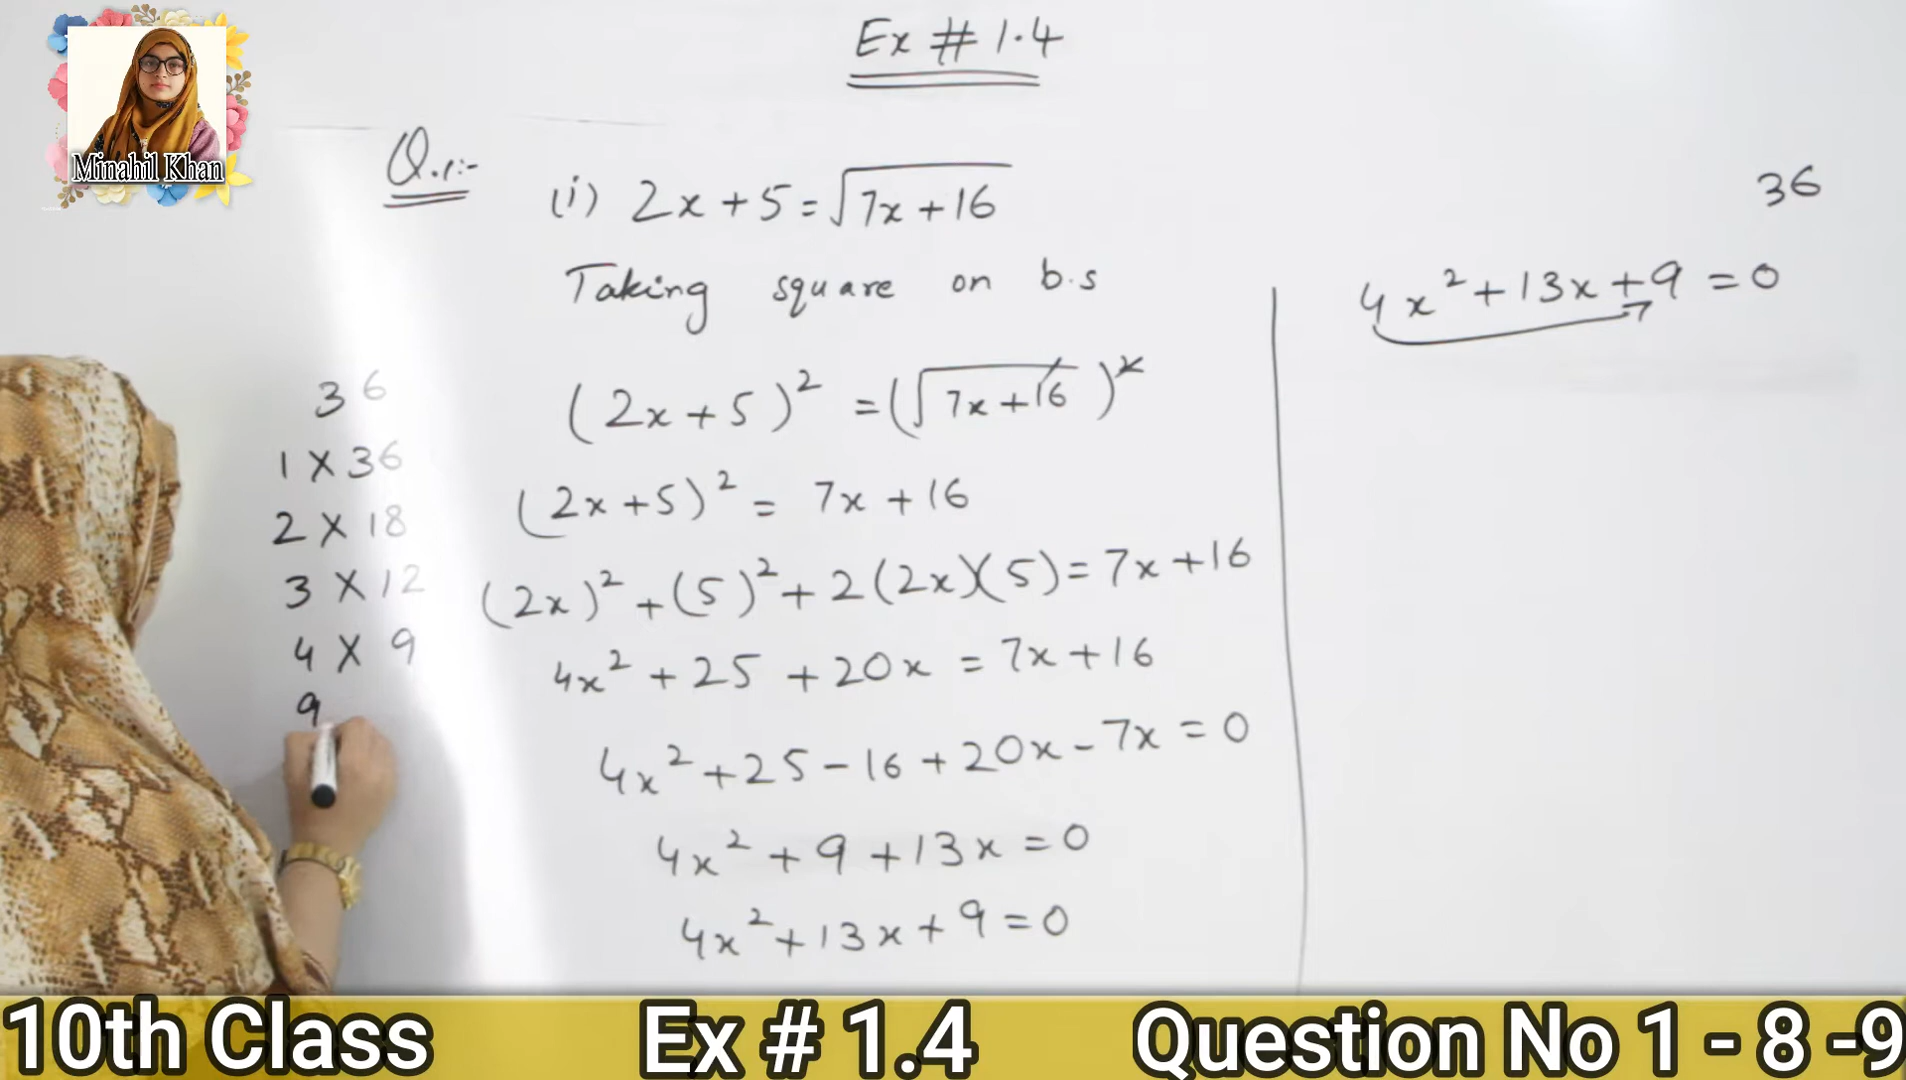 Minahil Khan
Ex # 1.4
Q.1:-
(i) 2x + 5 = √7x + 16
Taking square on b.s
(2x + 5)² = (√7x + 16)²
(2x + 5)² = 7x + 16
(2x)² + (5)² + 2(2x)(5) = 7x + 16
4x² + 25 + 20x = 7x + 16
4x² + 25 - 16 + 20x - 7x = 0
4x² + 9 + 13x = 0
4x² + 13x + 9 = 0
36
1 X 36
2 X 18
3 X 12
4 X 9
9
36
4x² + 13x + 9 = 0
10th Class Ex # 1.4 Question No 1 - 8 -9